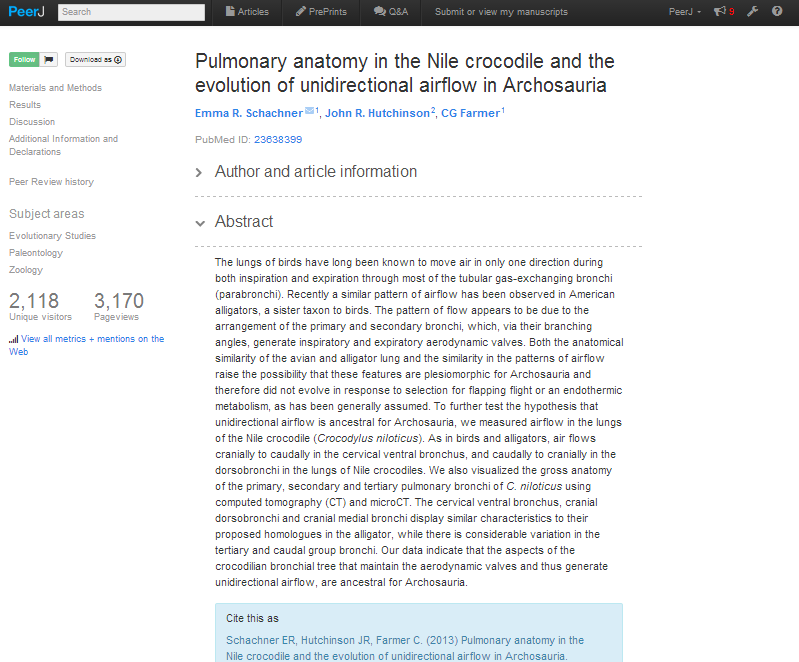 PeerJ Search Articles PrePrints Q&A Submit or view my manuscripts PeerJ 9
Follow Download as
Materials and Methods
Results
Discussion
Additional Information and
Declarations
Peer Review history
Subject areas
Evolutionary Studies
Paleontology
Zoology
2,118 3,170
Unique visitors Pageviews
View all metrics + mentions on the
Web
Pulmonary anatomy in the Nile crocodile and the
evolution of unidirectional airflow in Archosauria
Emma R. Schachner 1, John R. Hutchinson2, CG Farmer1
PubMed ID: 23638399
Author and article information
Abstract
The lungs of birds have long been known to move air in only one direction during
both inspiration and expiration through most of the tubular gas-exchanging bronchi
(parabronchi). Recently a similar pattern of airflow has been observed in American
alligators, a sister taxon to birds. The pattern of flow appears to be due to the
arrangement of the primary and secondary bronchi, which, via their branching
angles, generate inspiratory and expiratory aerodynamic valves. Both the anatomical
similarity of the avian and alligator lung and the similarity in the patterns of airflow
raise the possibility that these features are plesiomorphic for Archosauria and
therefore did not evolve in response to selection for flapping flight or an endothermic
metabolism, as has been generally assumed. To further test the hypothesis that
unidirectional airflow is ancestral for Archosauria, we measured airflow in the lungs
of the Nile crocodile (Crocodylus niloticus). As in birds and alligators, air flows
cranially to caudally in the cervical ventral bronchus, and caudally to cranially in the
dorsobronchi in the lungs of Nile crocodiles. We also visualized the gross anatomy
of the primary, secondary and tertiary pulmonary bronchi of C. niloticus using
computed tomography (CT) and microCT. The cervical ventral bronchus, cranial
dorsobronchi and cranial medial bronchi display similar characteristics to their
proposed homologues in the alligator, while there is considerable variation in the
tertiary and caudal group bronchi. Our data indicate that the aspects of the
crocodilian bronchial tree that maintain the aerodynamic valves and thus generate
unidirectional airflow, are ancestral for Archosauria.
Cite this as
Schachner ER, Hutchinson JR, Farmer C. (2013) Pulmonary anatomy in the
Nile crocodile and the evolution of unidirectional airflow in Archosauria.